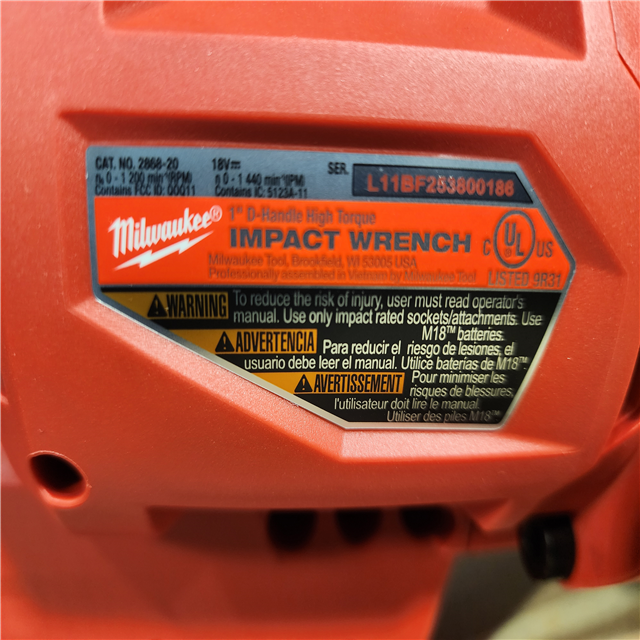 CAT. NO. 2868-20 18V⎓ SER. L11BF253800186
n₀ 0 - 1 200 min⁻¹(RPM) n 0 - 1 440 min⁻¹(IPM)
Contains FCC ID: OOQ11 Contains IC: 5123A-11
Milwaukee®
1" D-Handle High Torque
IMPACT WRENCH
Milwaukee Tool, Brookfield, WI 53005 USA
Professionally assembled in Vietnam by Milwaukee Tool
C UL US
LISTED 9R31
WARNING To reduce the risk of injury, user must read operator's
manual. Use only impact rated sockets/attachments. Use
M18™ batteries.
ADVERTENCIA Para reducir el riesgo de lesiones, el
usuario debe leer el manual. Utilice baterías de M18™.
AVERTISSEMENT Pour minimiser les
risques de blessures,
l'utilisateur doit lire le manual.
Utiliser des piles M18™